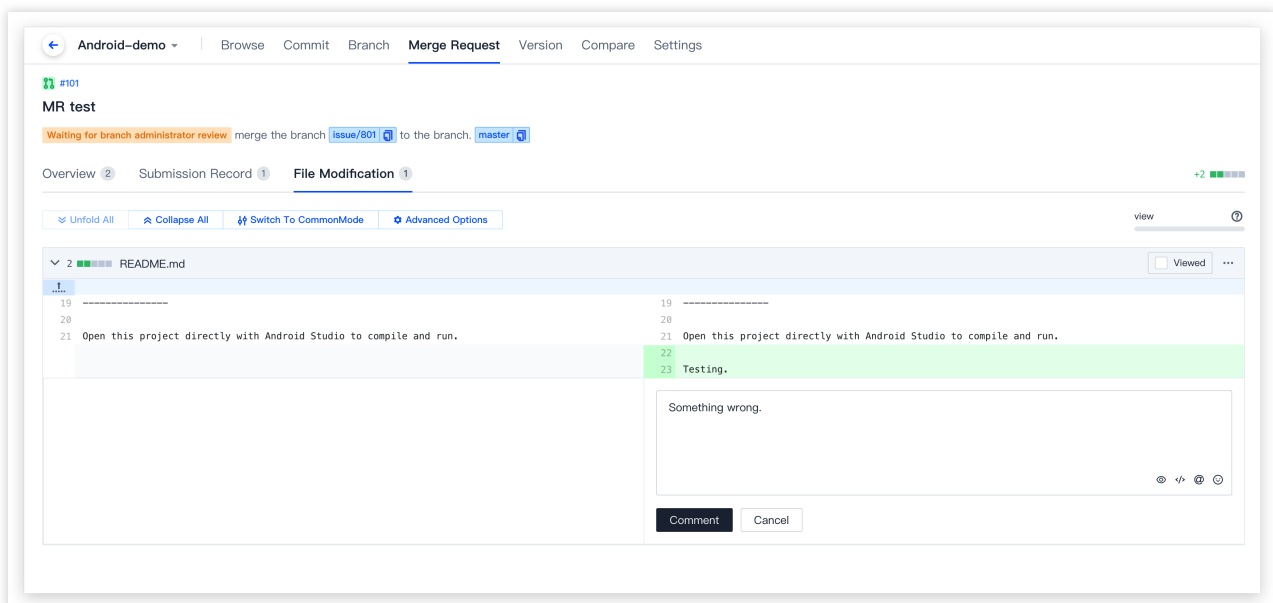 Android-demo Browse Commit Branch Merge Request Version Compare Settings
#101
MR test
Waiting for branch administrator review merge the branch issue/801 to the branch. master
Overview 2 Submission Record 1 File Modification 1 +2
Unfold All Collapse All Switch To CommonMode Advanced Options view
2 README.md Viewed ...
19 --------------- 19 ---------------
20 20
21 Open this project directly with Android Studio to compile and run. 21 Open this project directly with Android Studio to compile and run.
22
23 Testing.
Something wrong.
Comment Cancel